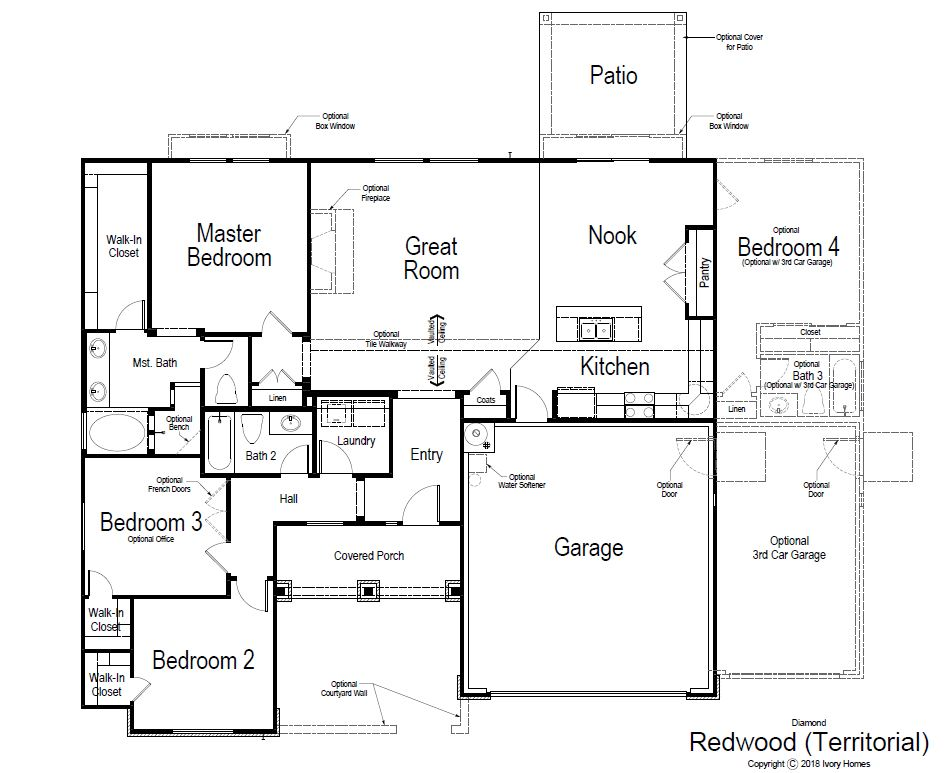 Optional Cover
for Patio
Patio
Optional
Box Window
Optional
Box Window
Optional
Fireplace
Walk-In
Closet
Master
Bedroom
Great
Room
Nook
Pantry
Optional
Bedroom 4
(Optional w/ 3rd Car Garage)
Optional
Tile Walkway
Vaulted
Ceiling
Vaulted
Ceiling
Closet
Mst. Bath
Kitchen
Optional
Bath 3
(Optional w/ 3rd Car Garage)
Linen
Coats
Linen
Optional
Bench
Bath 2
Laundry
Entry
Optional
French Doors
Hall
Optional
Water Softener
Optional
Door
Optional
Door
Bedroom 3
Optional Office
Covered Porch
Garage
Optional
3rd Car Garage
Walk-In
Closet
Walk-In
Closet
Bedroom 2
Optional
Courtyard Wall
Diamond
Redwood (Territorial)
Copyright © 2018 Ivory Homes